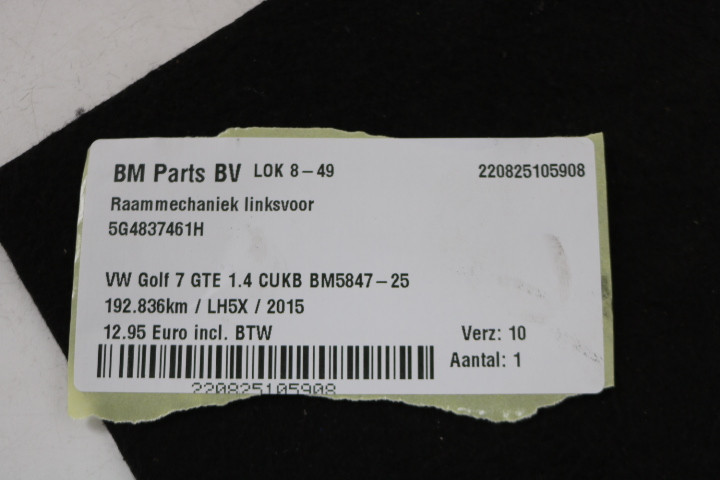 BM Parts BV LOK 8-49 220825105908
Raammechaniek linksvoor
5G4837461H
VW Golf 7 GTE 1.4 CUKB BM5847-25
192.836km / LH5X / 2015
12.95 Euro incl. BTW Verz: 10
Aantal: 1
220825105908